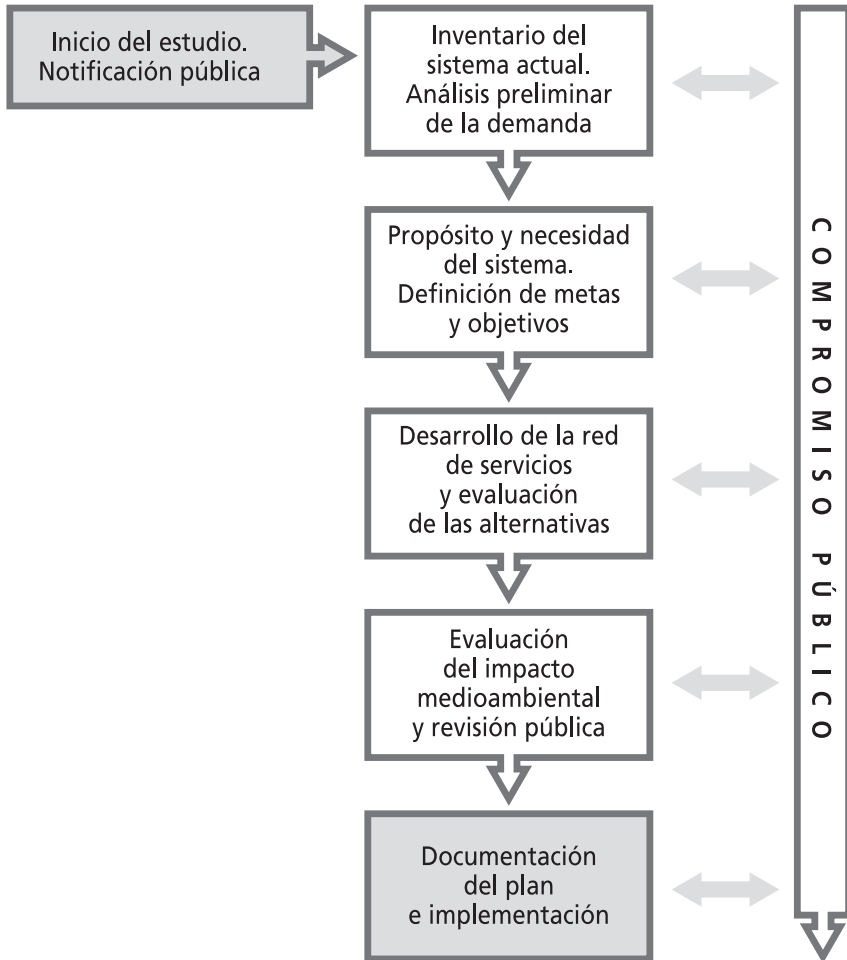 Inicio del estudio.
Notificación pública
Inventario del
sistema actual.
Análisis preliminar
de la demanda
Propósito y necesidad
del sistema.
Definición de metas
y objetivos
Desarrollo de la red
de servicios
y evaluación
de las alternativas
Evaluación
del impacto
medioambiental
y revisión pública
Documentación
del plan
e implementación
COMPROMISO PÚBLICO